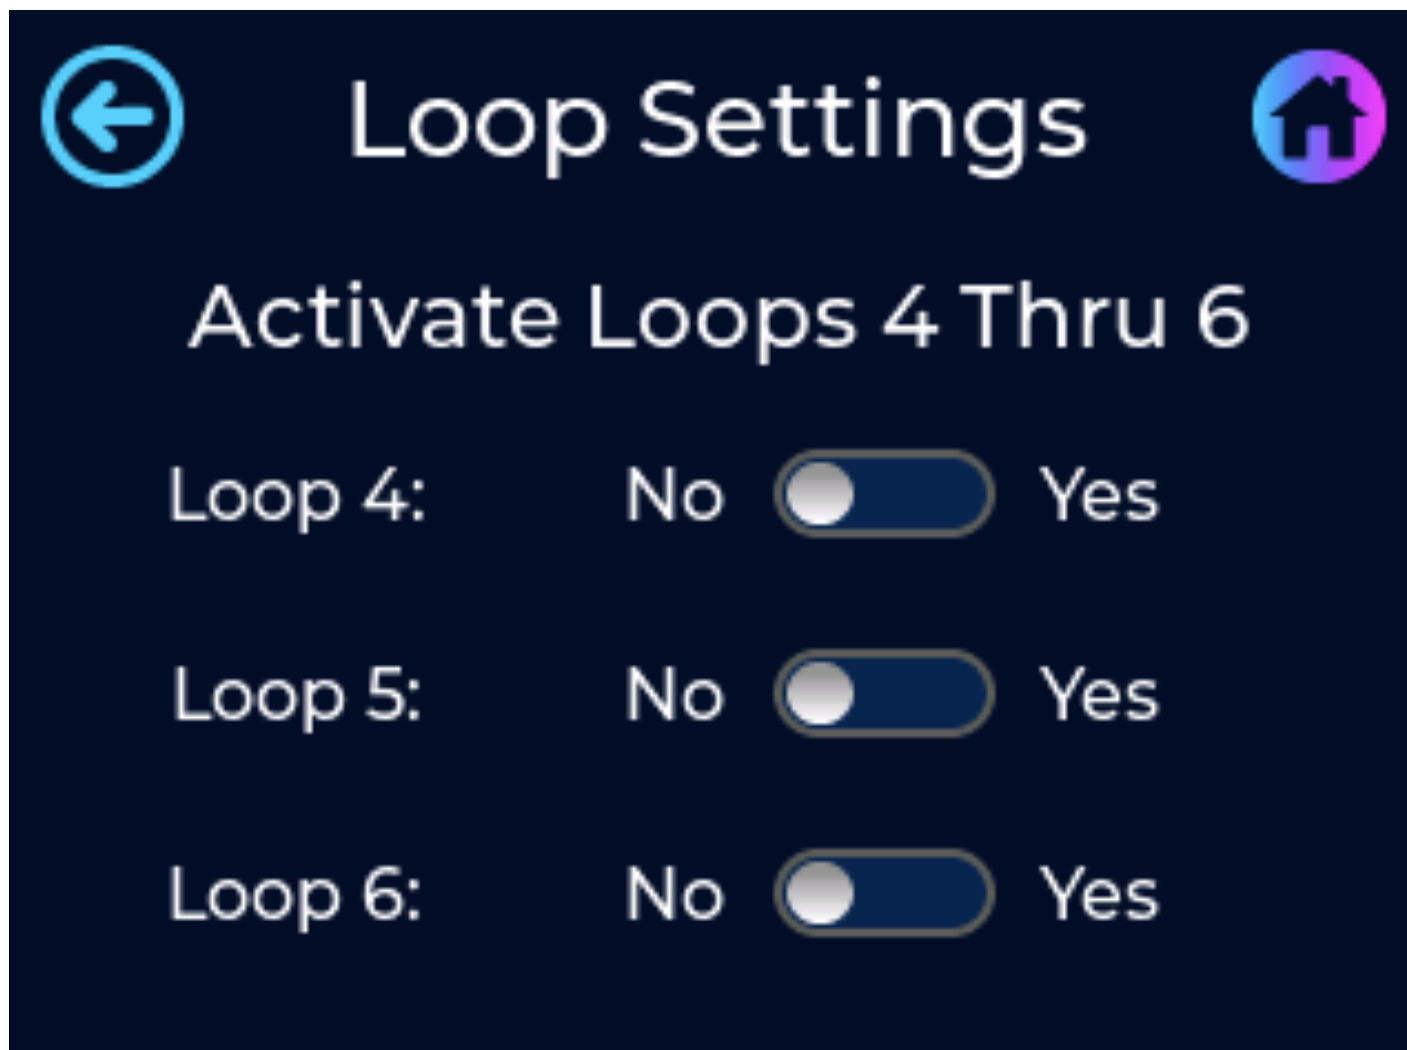 Loop Settings
Activate Loops 4 Thru 6
Loop 4: No Yes
Loop 5: No Yes
Loop 6: No Yes